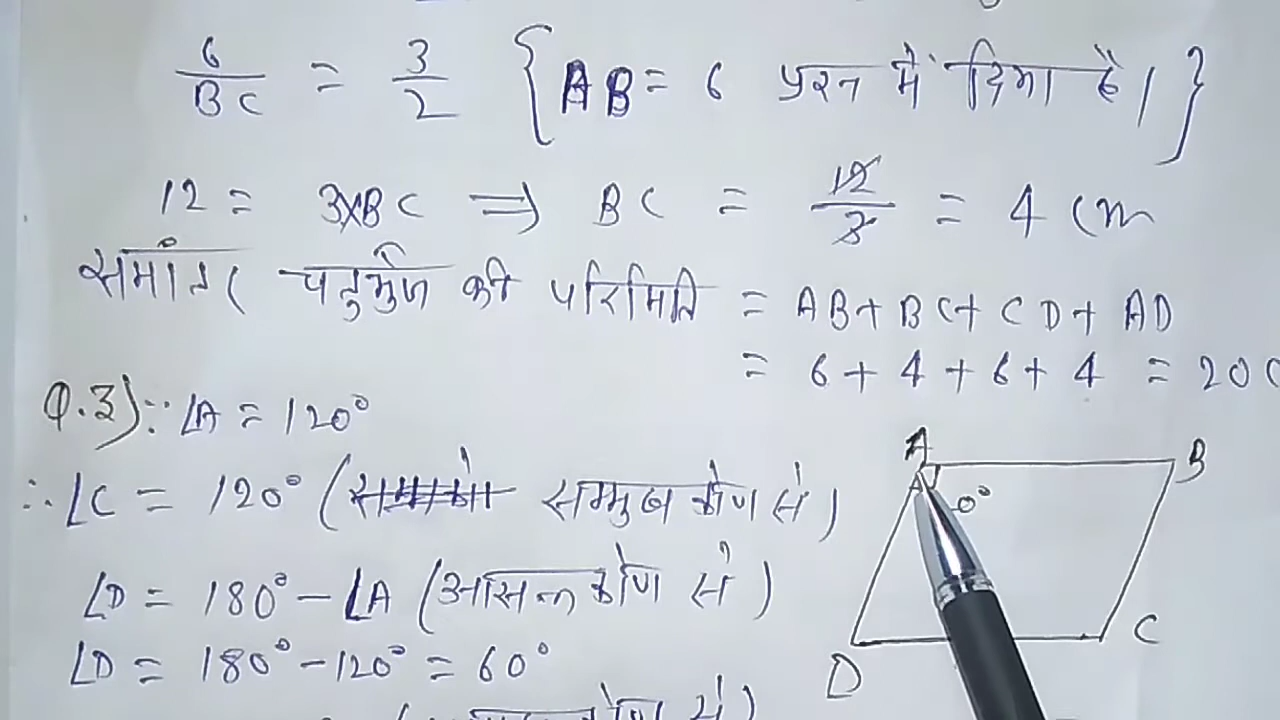 6/BC = 3/2 {AB = 6 प्रश्न में दिया है।}
12 = 3×BC ⇒ BC = 12/3 = 4 Cm
समांतर चतुर्भुज की परिमिति = AB + BC + CD + AD
= 6 + 4 + 6 + 4 = 20
Q.3) ∵ ∠A = 120°
∴ ∠C = 120° ( सम्मुख कोण से )
∠D = 180° - ∠A (आसन्न कोण से )
∠D = 180° - 120° = 60°
A
B
0°
D
C